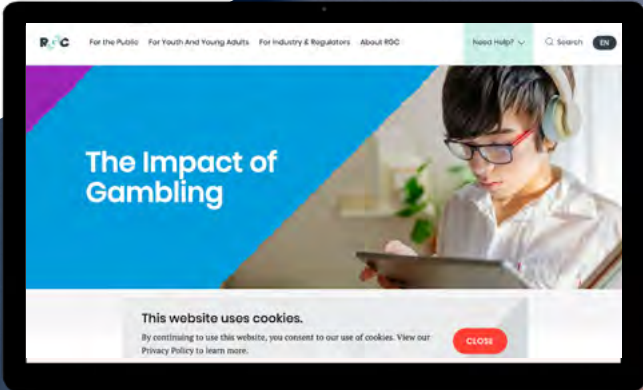 RGC
For the Public For Youth And Young Adults For Industry & Regulators About RGC Need Help? Search EN
The Impact of
Gambling
This website uses cookies.
By continuing to use this website, you consent to our use of cookies. View our
Privacy Policy to learn more.
CLOSE